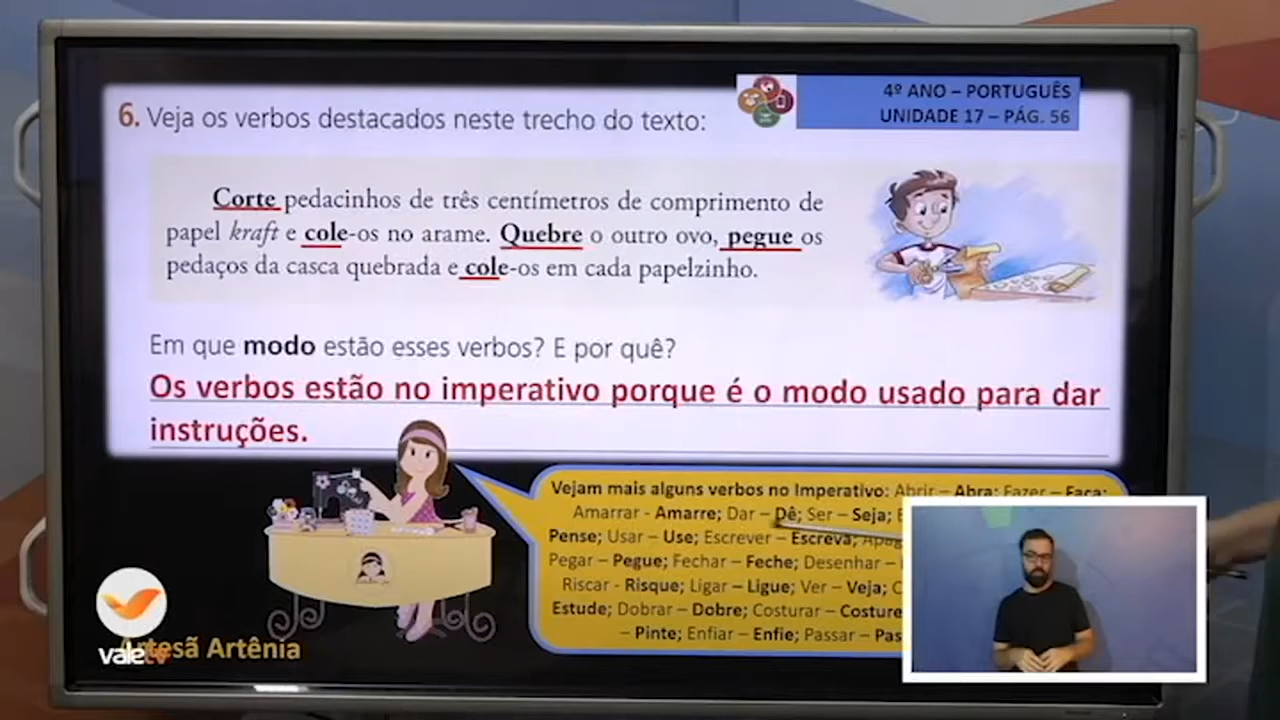 4º ANO – PORTUGUÊS
UNIDADE 17 – PÁG. 56
6. Veja os verbos destacados neste trecho do texto:
Corte pedacinhos de três centímetros de comprimento de
papel kraft e cole-os no arame. Quebre o outro ovo, pegue os
pedaços da casca quebrada e cole-os em cada papelzinho.
Em que modo estão esses verbos? E por quê?
Os verbos estão no imperativo porque é o modo usado para dar
instruções.
Vejam mais alguns verbos no Imperativo: Abrir – Abra; Fazer – Faça;
Amarrar - Amarre; Dar – Dê; Ser – Seja;
Pense; Usar – Use; Escrever – Escreva;
Pegar – Pegue; Fechar – Feche; Desenhar –
Riscar - Risque; Ligar – Ligue; Ver – Veja;
Estude; Dobrar – Dobre; Costurar – Costure
– Pinte; Enfiar – Enfie; Passar –
Artesã Artênia
vale tv